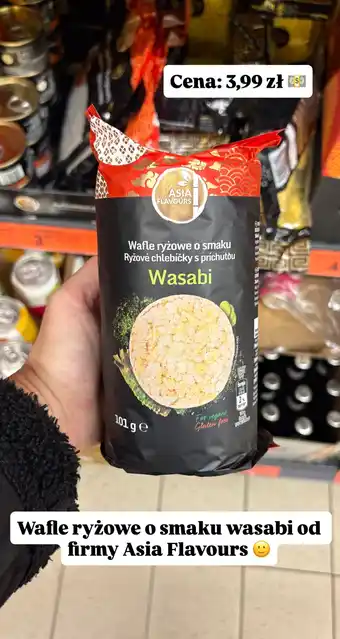 Cena: 3,99 zł 💵
ASIA
FLAVOURS
Wafle ryżowe o smaku
Ryžové chlebíčky s príchuťou
Wasabi
101 g ℮
For vegans
Gluten free
Wafle ryżowe o smaku wasabi od
firmy Asia Flavours 🙂